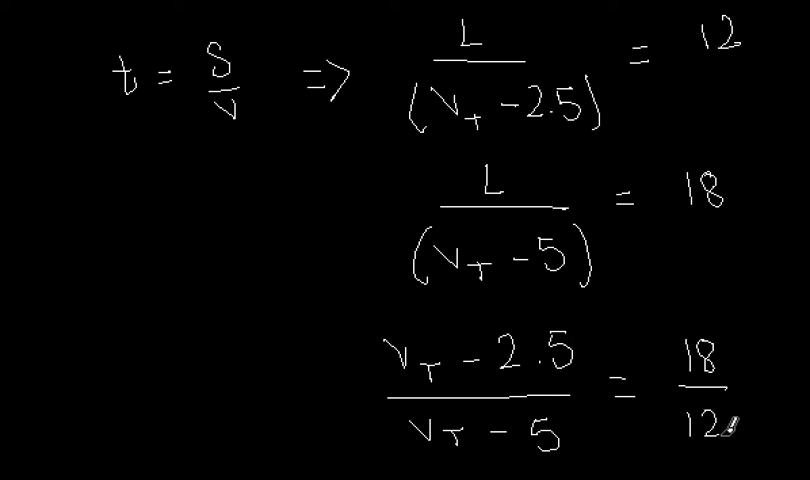 t = S/v => L/(V_T - 2.5) = 12
L/(V_T - 5) = 18
(V_T - 2.5)/(V_T - 5) = 18/12